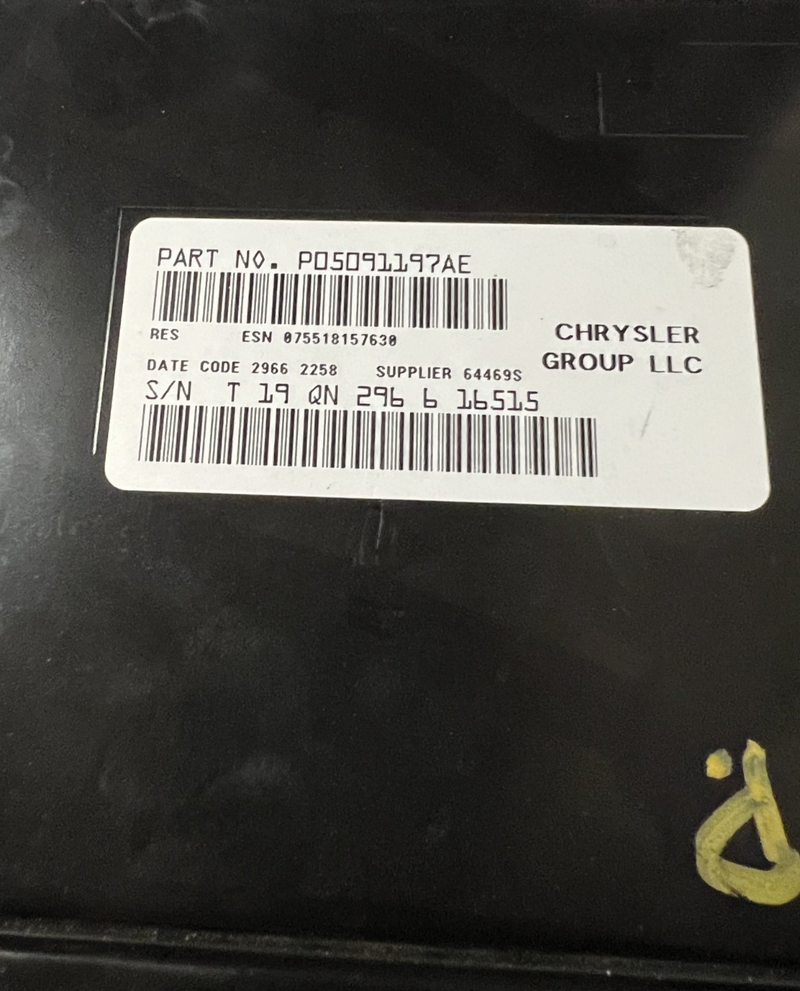 PART NO. P05091197AE
RES ESN 075518157630
DATE CODE 2966 2258 SUPPLIER 64469S
S/N T 19 QN 296 6 16515
CHRYSLER
GROUP LLC